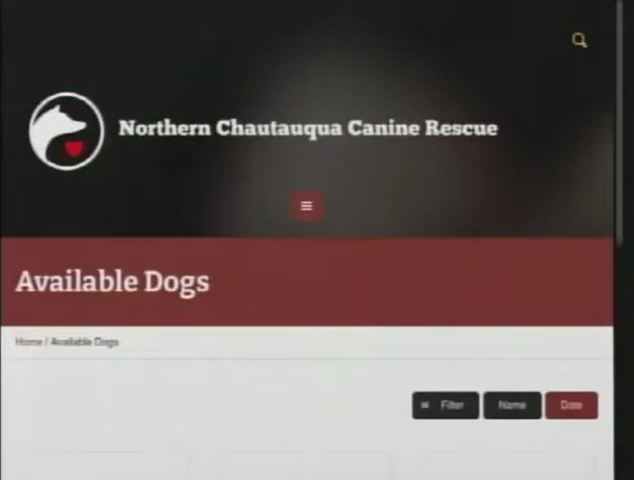 Northern Chautauqua Canine Rescue
Available Dogs
Home / Available Dogs
Filter
Name
Date